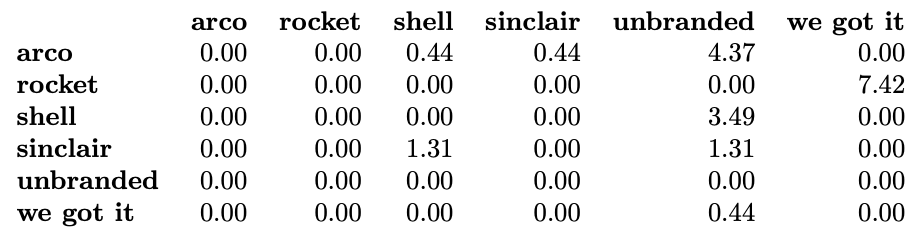 arco rocket shell sinclair unbranded we got it
arco 0.00 0.00 0.44 0.44 4.37 0.00
rocket 0.00 0.00 0.00 0.00 0.00 7.42
shell 0.00 0.00 0.00 0.00 3.49 0.00
sinclair 0.00 0.00 1.31 0.00 1.31 0.00
unbranded 0.00 0.00 0.00 0.00 0.00 0.00
we got it 0.00 0.00 0.00 0.00 0.44 0.00